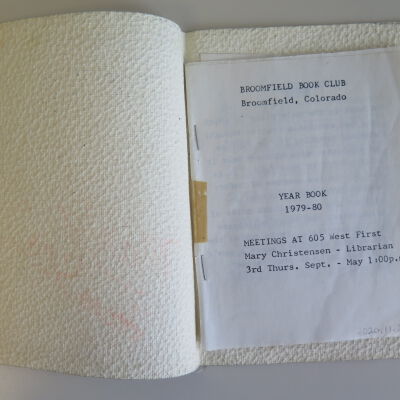 BROOMFIELD BOOK CLUB
Broomfield, Colorado
YEAR BOOK
1979-80
MEETINGS AT 605 West First
Mary Christensen - Librarian
3rd Thurs. Sept. - May 1:00p.